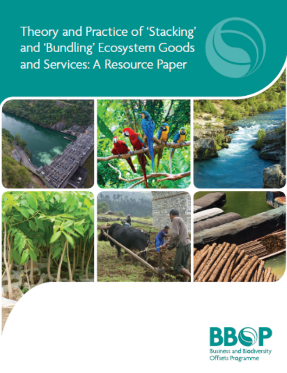 Theory and Practice of 'Stacking'
and 'Bundling' Ecosystem Goods
and Services: A Resource Paper
BBOP
Business and Biodiversity
Offsets Programme